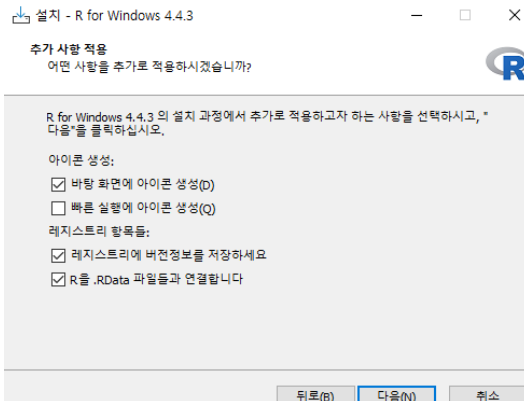 설치 - R for Windows 4.4.3
추가 사항 적용
어떤 사항을 추가로 적용하시겠습니까?
R
R for Windows 4.4.3 의 설치 과정에서 추가로 적용하고자 하는 사항을 선택하시고, "
다음"을 클릭하십시오.
아이콘 생성:
바탕 화면에 아이콘 생성(D)
빠른 실행에 아이콘 생성(Q)
레지스트리 항목들:
레지스트리에 버전정보를 저장하세요
R을 .RData 파일들과 연결합니다
뒤로(B) 다음(N) 취소